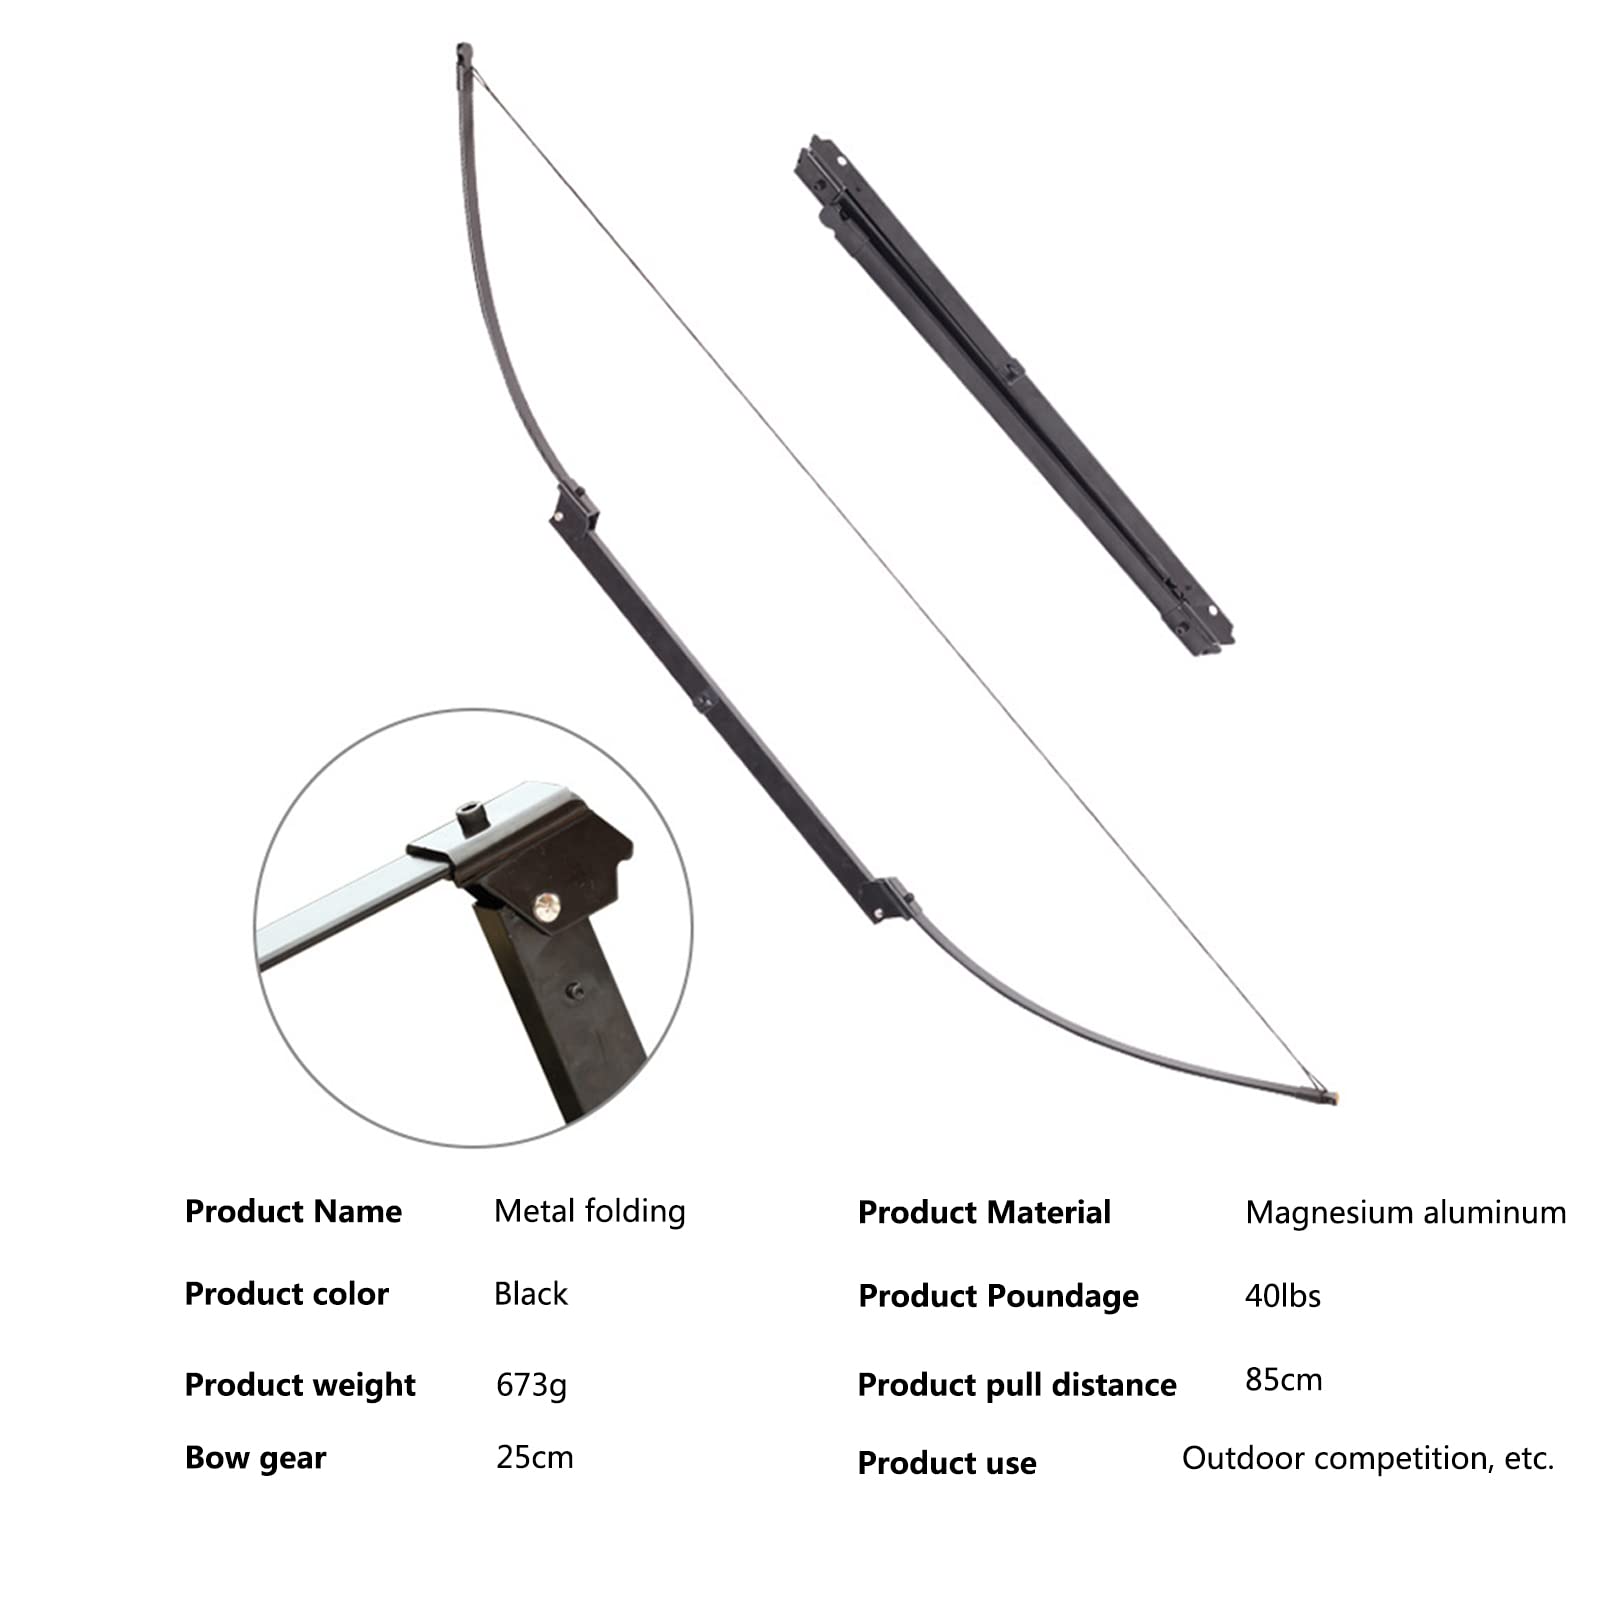 Product Name Metal folding Product Material Magnesium aluminum
Product color Black Product Poundage 40lbs
Product weight 673g Product pull distance 85cm
Bow gear 25cm Product use Outdoor competition, etc.